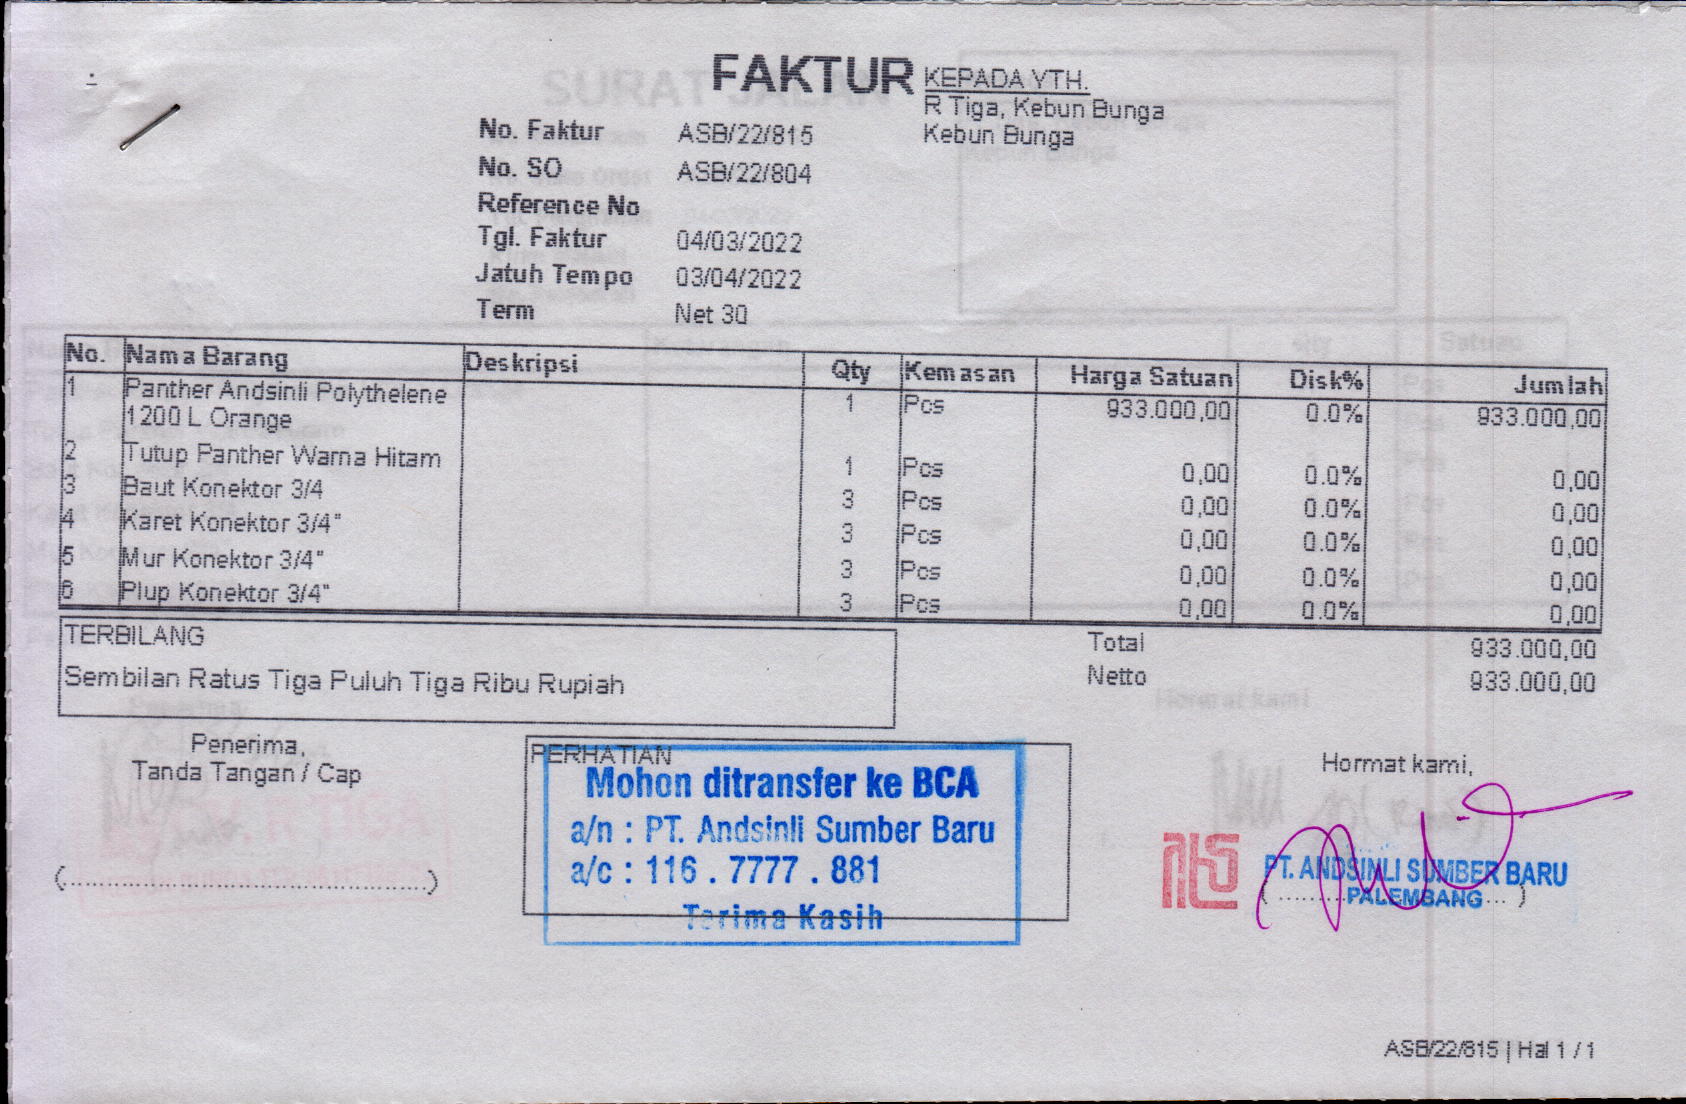 FAKTUR
KEPADA YTH.
R Tiga, Kebun Bunga
Kebun Bunga
No. Faktur ASB/22/815
No. SO ASB/22/804
Reference No
Tgl. Faktur 04/03/2022
Jatuh Tempo 03/04/2022
Term Net 30
No. Nama Barang Deskripsi Qty Kemasan Harga Satuan Disk% Jumlah
1 Panther Andsinli Polythelene 1 Pcs 933.000,00 0.0% 933.000,00
1200 L Orange
2 Tutup Panther Warna Hitam 1 Pcs 0,00 0.0% 0,00
3 Baut Konektor 3/4 3 Pcs 0,00 0.0% 0,00
4 Karet Konektor 3/4" 3 Pcs 0,00 0.0% 0,00
5 Mur Konektor 3/4" 3 Pcs 0,00 0.0% 0,00
6 Plup Konektor 3/4" 3 Pcs 0,00 0.0% 0,00
TERBILANG
Sembilan Ratus Tiga Puluh Tiga Ribu Rupiah
Total 933.000,00
Netto 933.000,00
Penerima,
Tanda Tangan / Cap
(..........................................)
PERHATIAN
Mohon ditransfer ke BCA
a/n : PT. Andsinli Sumber Baru
a/c : 116 . 7777 . 881
Terima Kasih
Hormat kami,
PT. ANDSINLI SUMBER BARU
PALEMBANG
ASB/22/815 | Hal 1 / 1